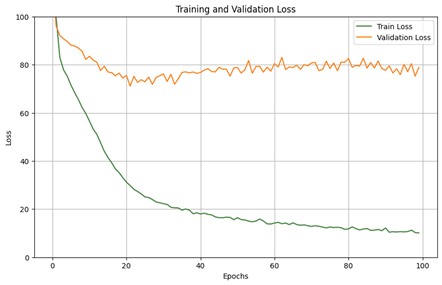 Training and Validation Loss
Train Loss
Validation Loss
100
80
60
40
20
0
Loss
0
20
40
60
80
100
Epochs